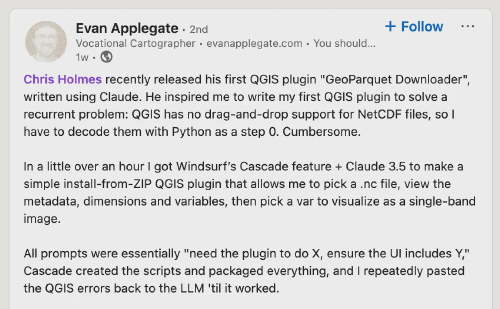 Evan Applegate • 2nd
+ Follow ...
Vocational Cartographer • evanapplegate.com • You should...
1w •
Chris Holmes recently released his first QGIS plugin "GeoParquet Downloader",
written using Claude. He inspired me to write my first QGIS plugin to solve a
recurrent problem: QGIS has no drag-and-drop support for NetCDF files, so I
have to decode them with Python as a step 0. Cumbersome.
In a little over an hour I got Windsurf's Cascade feature + Claude 3.5 to make a
simple install-from-ZIP QGIS plugin that allows me to pick a .nc file, view the
metadata, dimensions and variables, then pick a var to visualize as a single-band
image.
All prompts were essentially "need the plugin to do X, ensure the UI includes Y,"
Cascade created the scripts and packaged everything, and I repeatedly pasted
the QGIS errors back to the LLM 'til it worked.